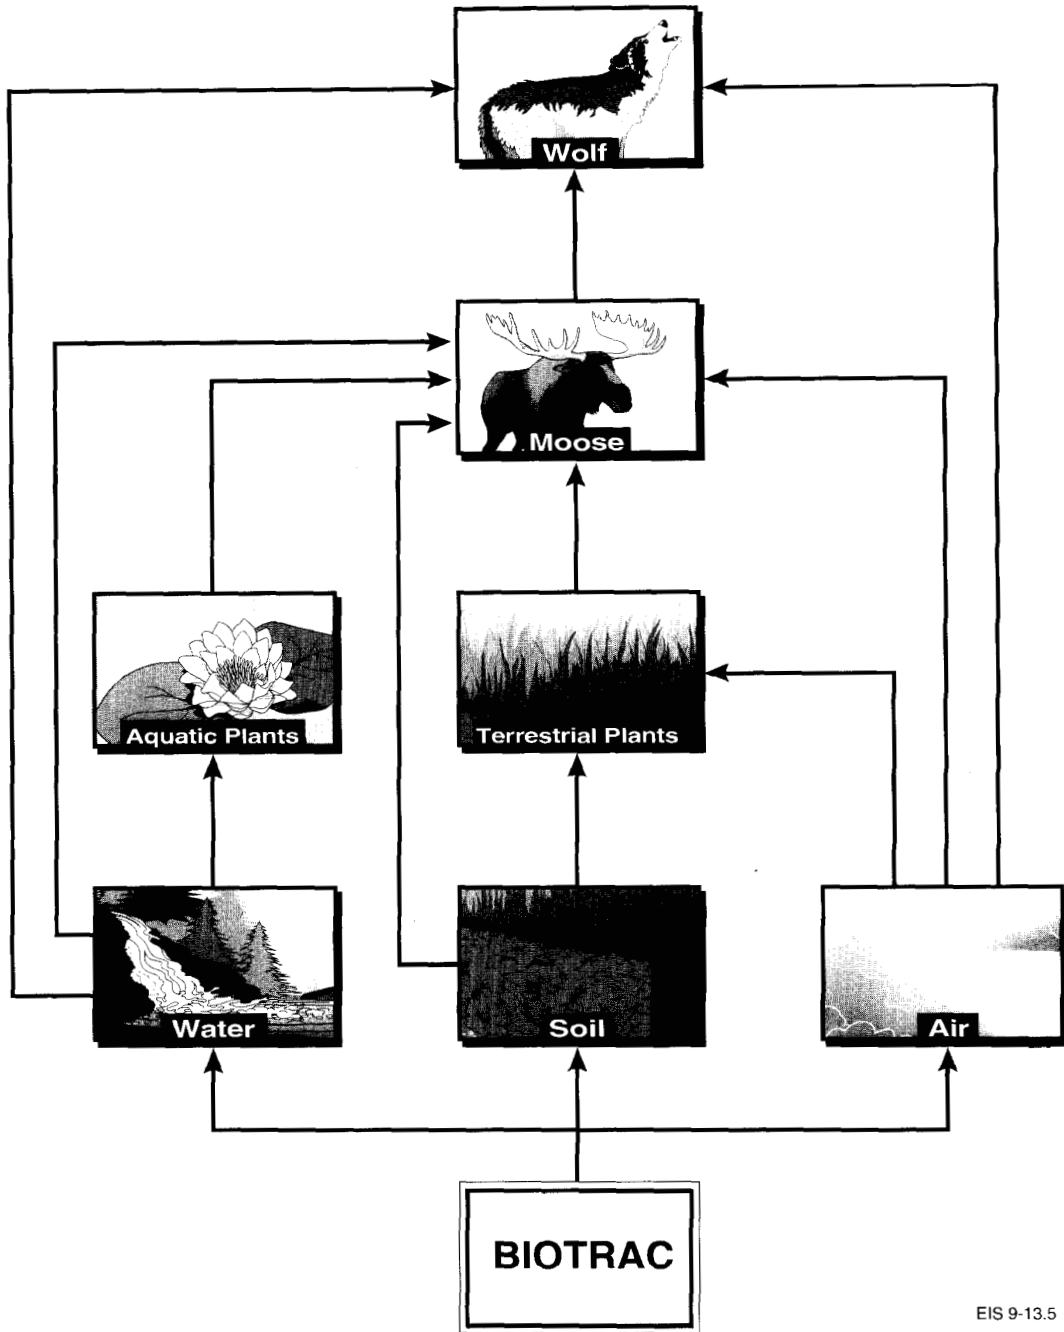 Wolf
Moose
Aquatic Plants
Terrestrial Plants
Water
Soil
Air
BIOTRAC
EIS 9-13.5